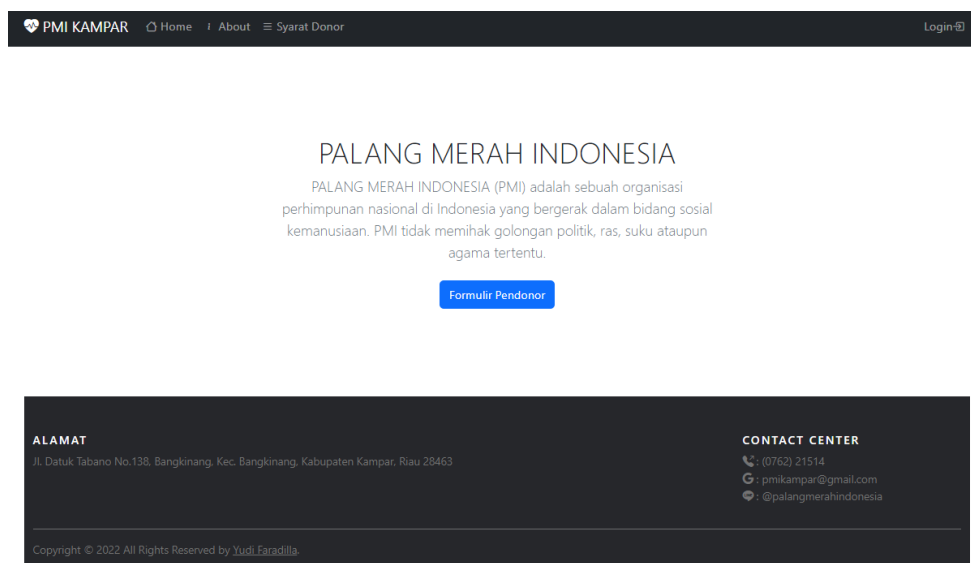 PMI KAMPAR Home About Syarat Donor Login
PALANG MERAH INDONESIA
PALANG MERAH INDONESIA (PMI) adalah sebuah organisasi
perhimpunan nasional di Indonesia yang bergerak dalam bidang sosial
kemanusiaan. PMI tidak memihak golongan politik, ras, suku ataupun
agama tertentu.
Formulir Pendonor
ALAMAT
Jl. Datuk Tabano No.138, Bangkinang, Kec. Bangkinang, Kabupaten Kampar, Riau 28463
CONTACT CENTER
: (0762) 21514
: pmikampar@gmail.com
: @palangmerahindonesia
Copyright © 2022 All Rights Reserved by Yudi Faradilla.